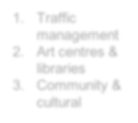 1. Traffic
management
2. Art centres &
libraries
3. Community &
cultural